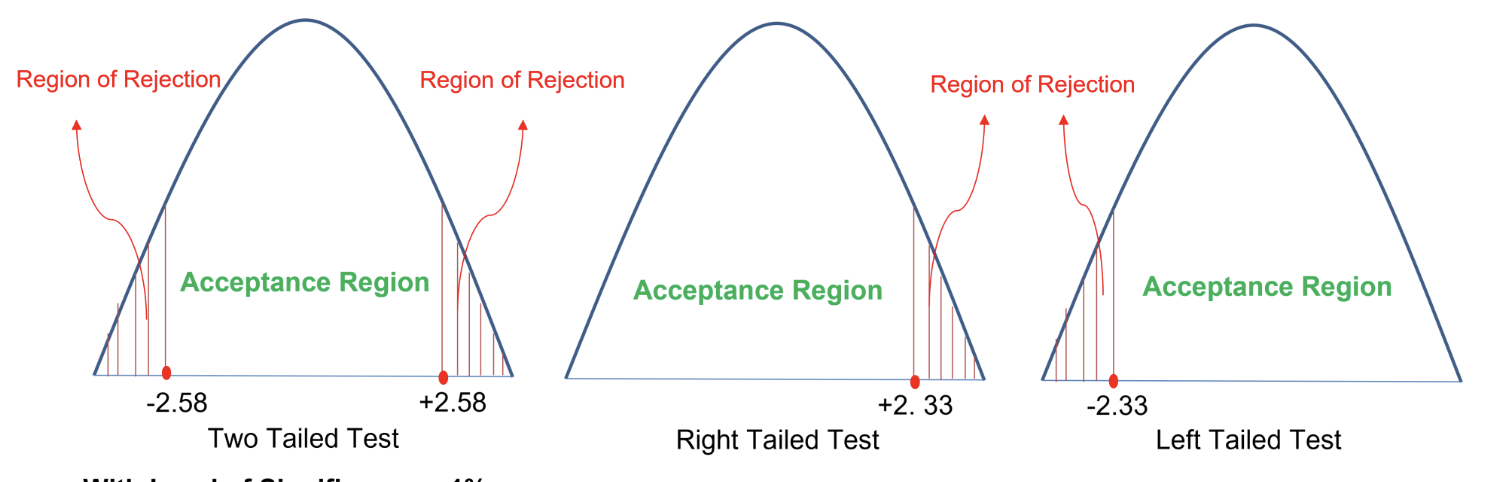 Region of Rejection
Region of Rejection
Region of Rejection
Acceptance Region
Acceptance Region
Acceptance Region
-2.58
+2.58
+2. 33
-2.33
Two Tailed Test
Right Tailed Test
Left Tailed Test